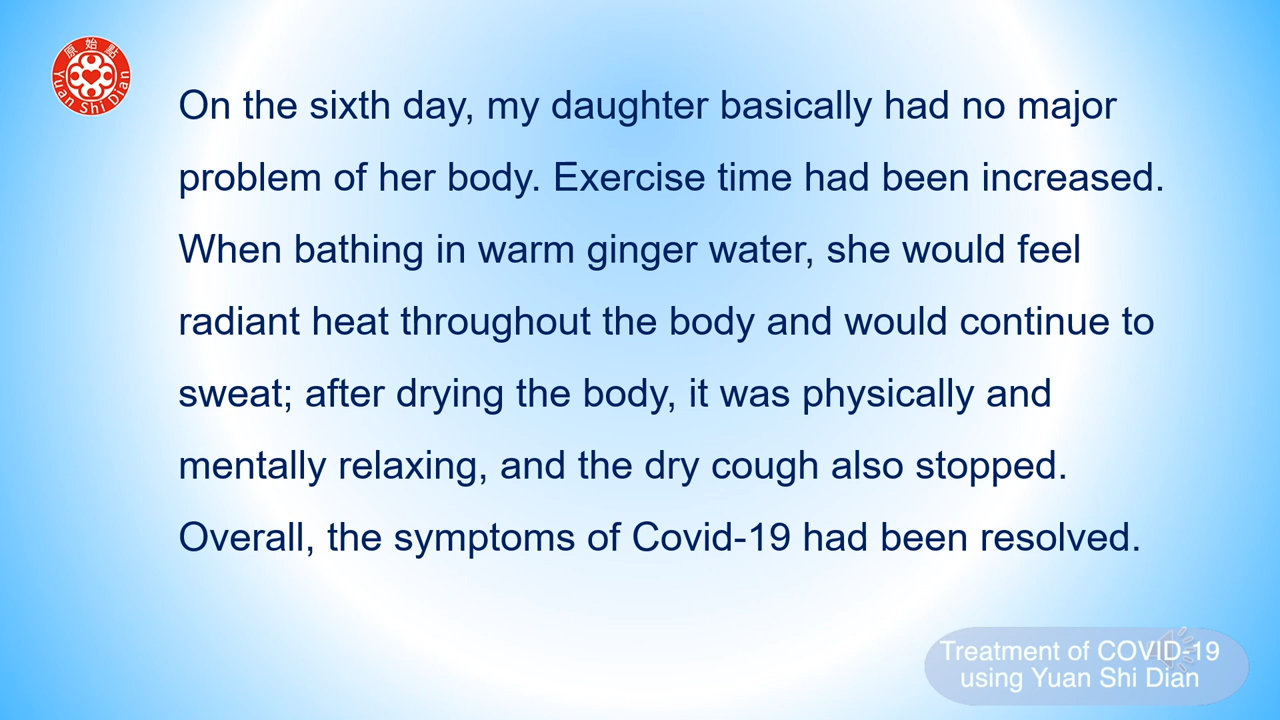 原始點
Yuan Shi Dian
On the sixth day, my daughter basically had no major
problem of her body. Exercise time had been increased.
When bathing in warm ginger water, she would feel
radiant heat throughout the body and would continue to
sweat; after drying the body, it was physically and
mentally relaxing, and the dry cough also stopped.
Overall, the symptoms of Covid-19 had been resolved.
Treatment of COVID-19
using Yuan Shi Dian